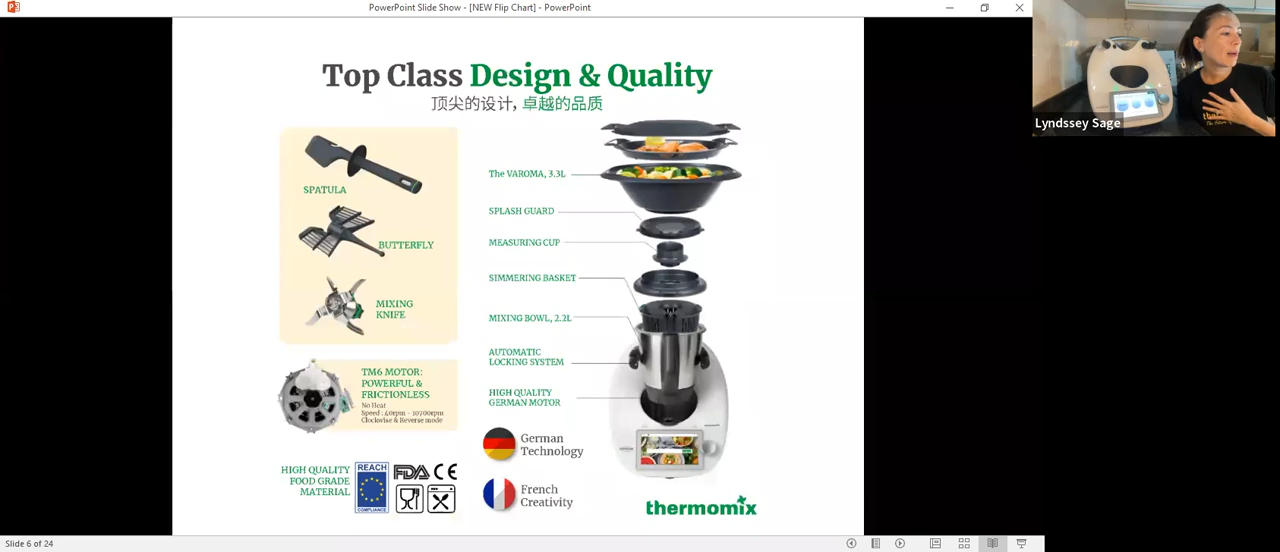 PowerPoint Slide Show - [NEW Flip Chart] - PowerPoint
Lyndssey Sage
Top Class Design & Quality
顶尖的设计, 卓越的品质
SPATULA
BUTTERFLY
MIXING
KNIFE
TM6 MOTOR:
POWERFUL &
FRICTIONLESS
No Heat
Speed : 40rpm - 10700rpm
Clockwise & Reverse mode
HIGH QUALITY
FOOD GRADE
MATERIAL
REACH
COMPLIANCE
FDA CE
The VAROMA, 3.3L
SPLASH GUARD
MEASURING CUP
SIMMERING BASKET
MIXING BOWL, 2.2L
AUTOMATIC
LOCKING SYSTEM
HIGH QUALITY
GERMAN MOTOR
German
Technology
French
Creativity
thermomix
Slide 6 of 24